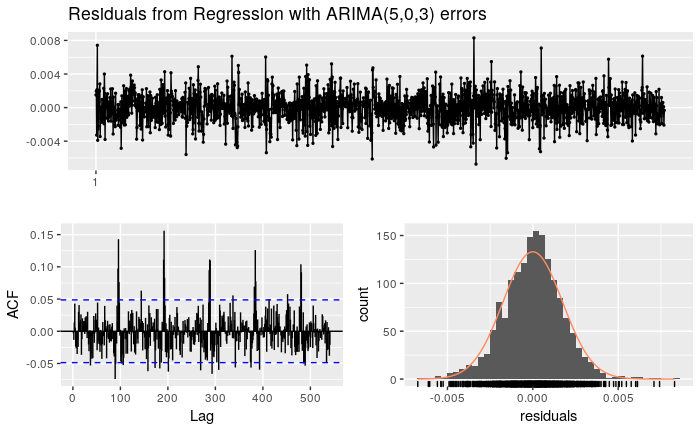 Residuals from Regression with ARIMA(5,0,3) errors
0.008
0.004
0.000
-0.004
1
ACF
0.15
0.10
0.05
0.00
-0.05
0 100 200 300 400 500
Lag
count
150
100
50
0
-0.005 0.000 0.005
residuals